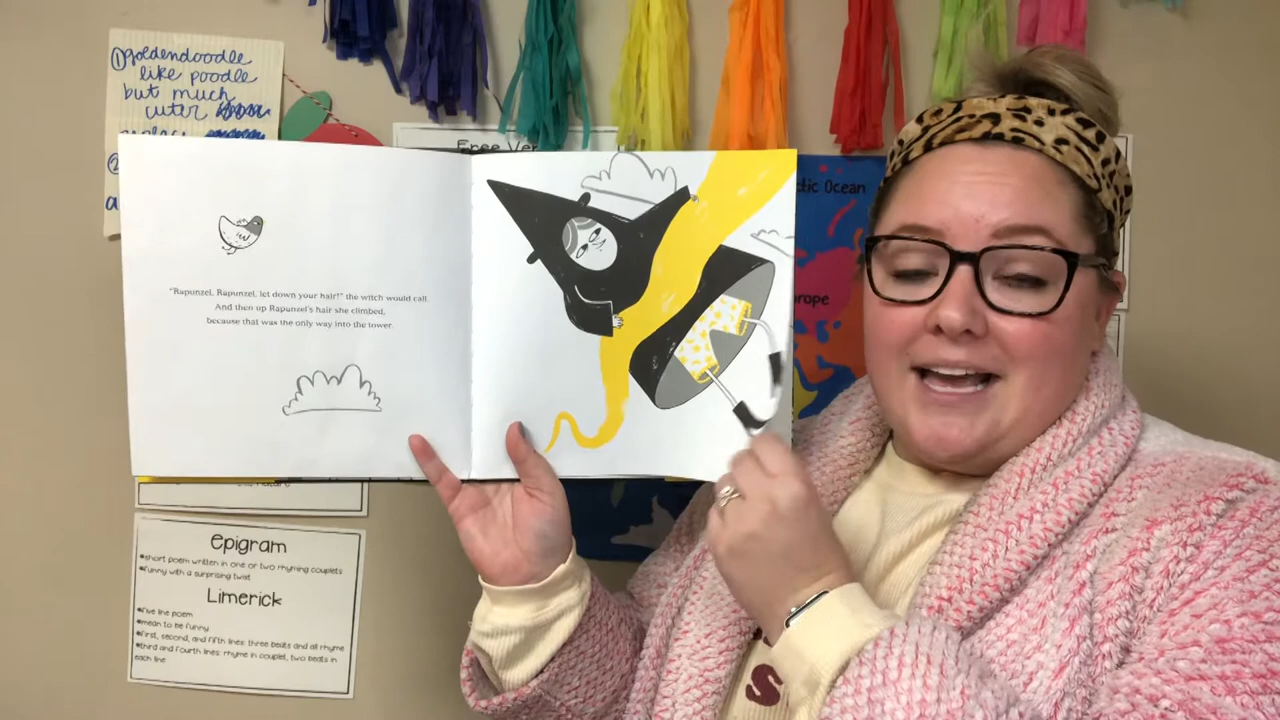 ①goldendoodle
like poodle
but much
cuter
Free Ver
ctic Ocean
rope
"Rapunzel, Rapunzel, let down your hair!" the witch would call.
And then up Rapunzel's hair she climbed,
because that was the only way into the tower.
Epigram
*short poem written in one or two rhyming couplets
*funny with a surprising twist
Limerick
*five line poem
*mean to be funny
*first, second, and fifth lines: three beats and all rhyme
*third and fourth lines: rhyme in couplet, two beats in
each line
S